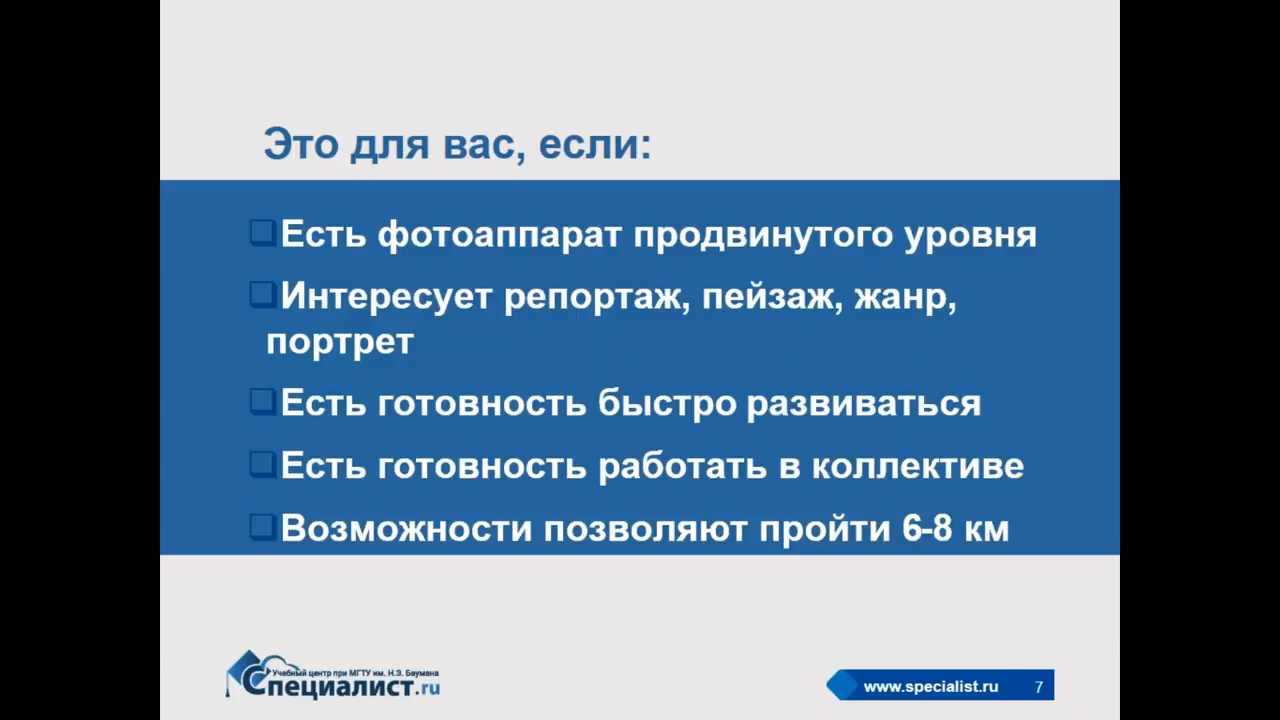 Это для вас, если:
Есть фотоаппарат продвинутого уровня
Интересует репортаж, пейзаж, жанр,
портрет
Есть готовность быстро развиваться
Есть готовность работать в коллективе
Возможности позволяют пройти 6-8 км
Учебный центр при МГТУ им. Н.Э. Баумана
Специалист.ru
www.specialist.ru 7